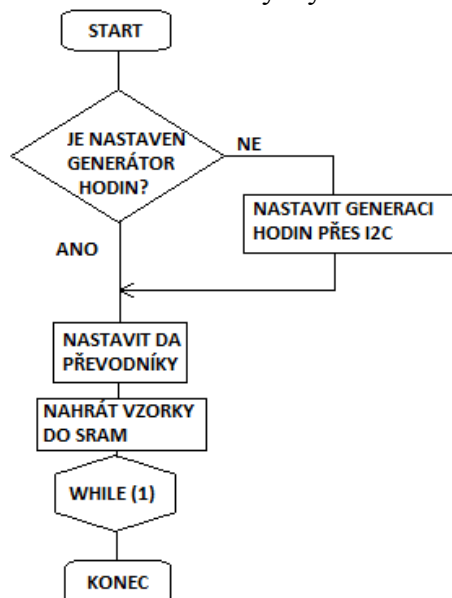 START
JE NASTAVEN
GENERÁTOR
HODIN?
NE
NASTAVIT GENERACI
HODIN PŘES I2C
ANO
NASTAVIT DA
PŘEVODNÍKY
NAHRÁT VZORKY
DO SRAM
WHILE (1)
KONEC